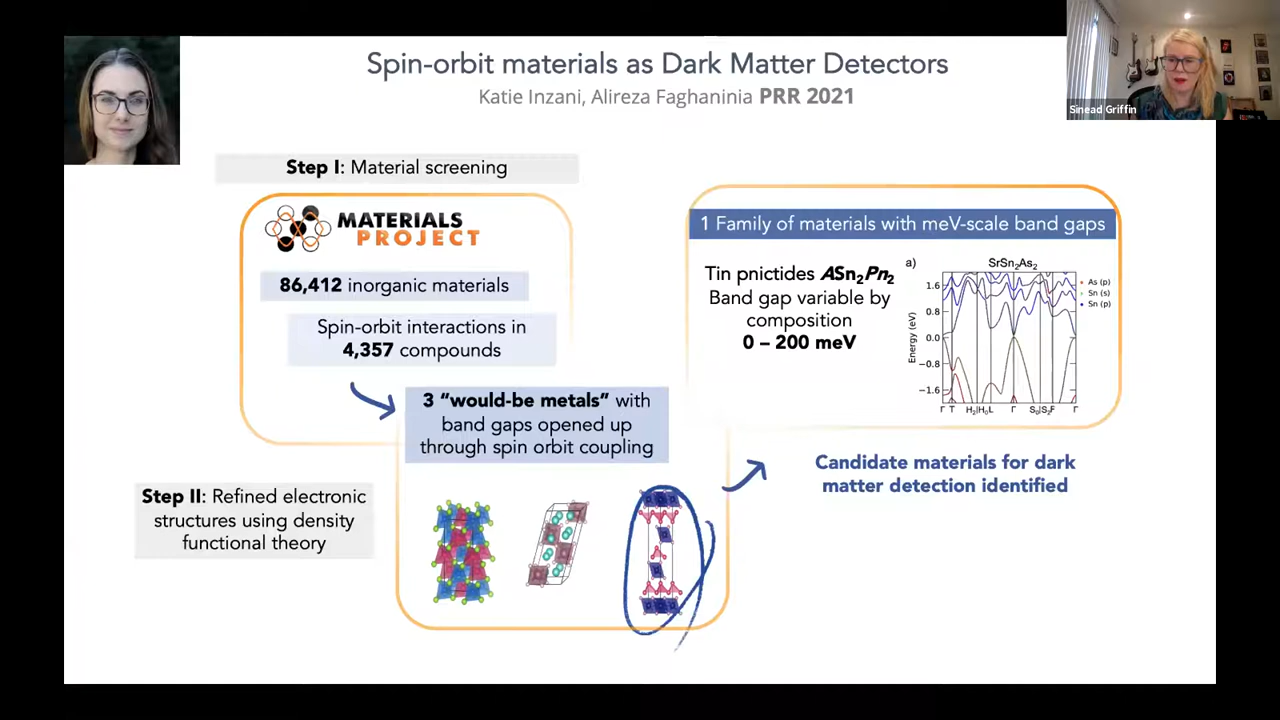 Spin-orbit materials as Dark Matter Detectors
Katie Inzani, Alireza Faghaninia PRR 2021
Sinead Griffin
Step I: Material screening
MATERIALS
PROJECT
86,412 inorganic materials
Spin-orbit interactions in
4,357 compounds
3 “would-be metals” with
band gaps opened up
through spin orbit coupling
Step II: Refined electronic
structures using density
functional theory
1 Family of materials with meV-scale band gaps
Tin pnictides ASn₂Pn₂
Band gap variable by
composition
0 – 200 meV
a)
SrSn₂As₂
As (p)
Sn (s)
Sn (p)
Energy (eV)
1.6
0.8
0.0
−0.8
−1.6
Γ T H₂|H₀ L Γ S₀|S₂ F Γ
Candidate materials for dark
matter detection identified